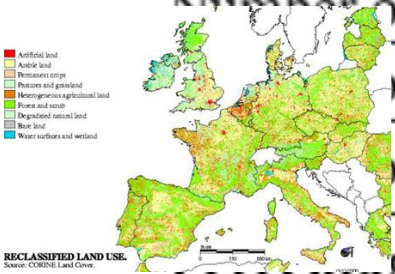 Artificial land
Arable land
Permanent crops
Pastures and grassland
Heterogeneous agricultural land
Forest and scrub
Degraded natural land
Bare land
Water surfaces and wetland
RECLASSIFIED LAND USE.
Source: CORINE Land Cover.
Scale